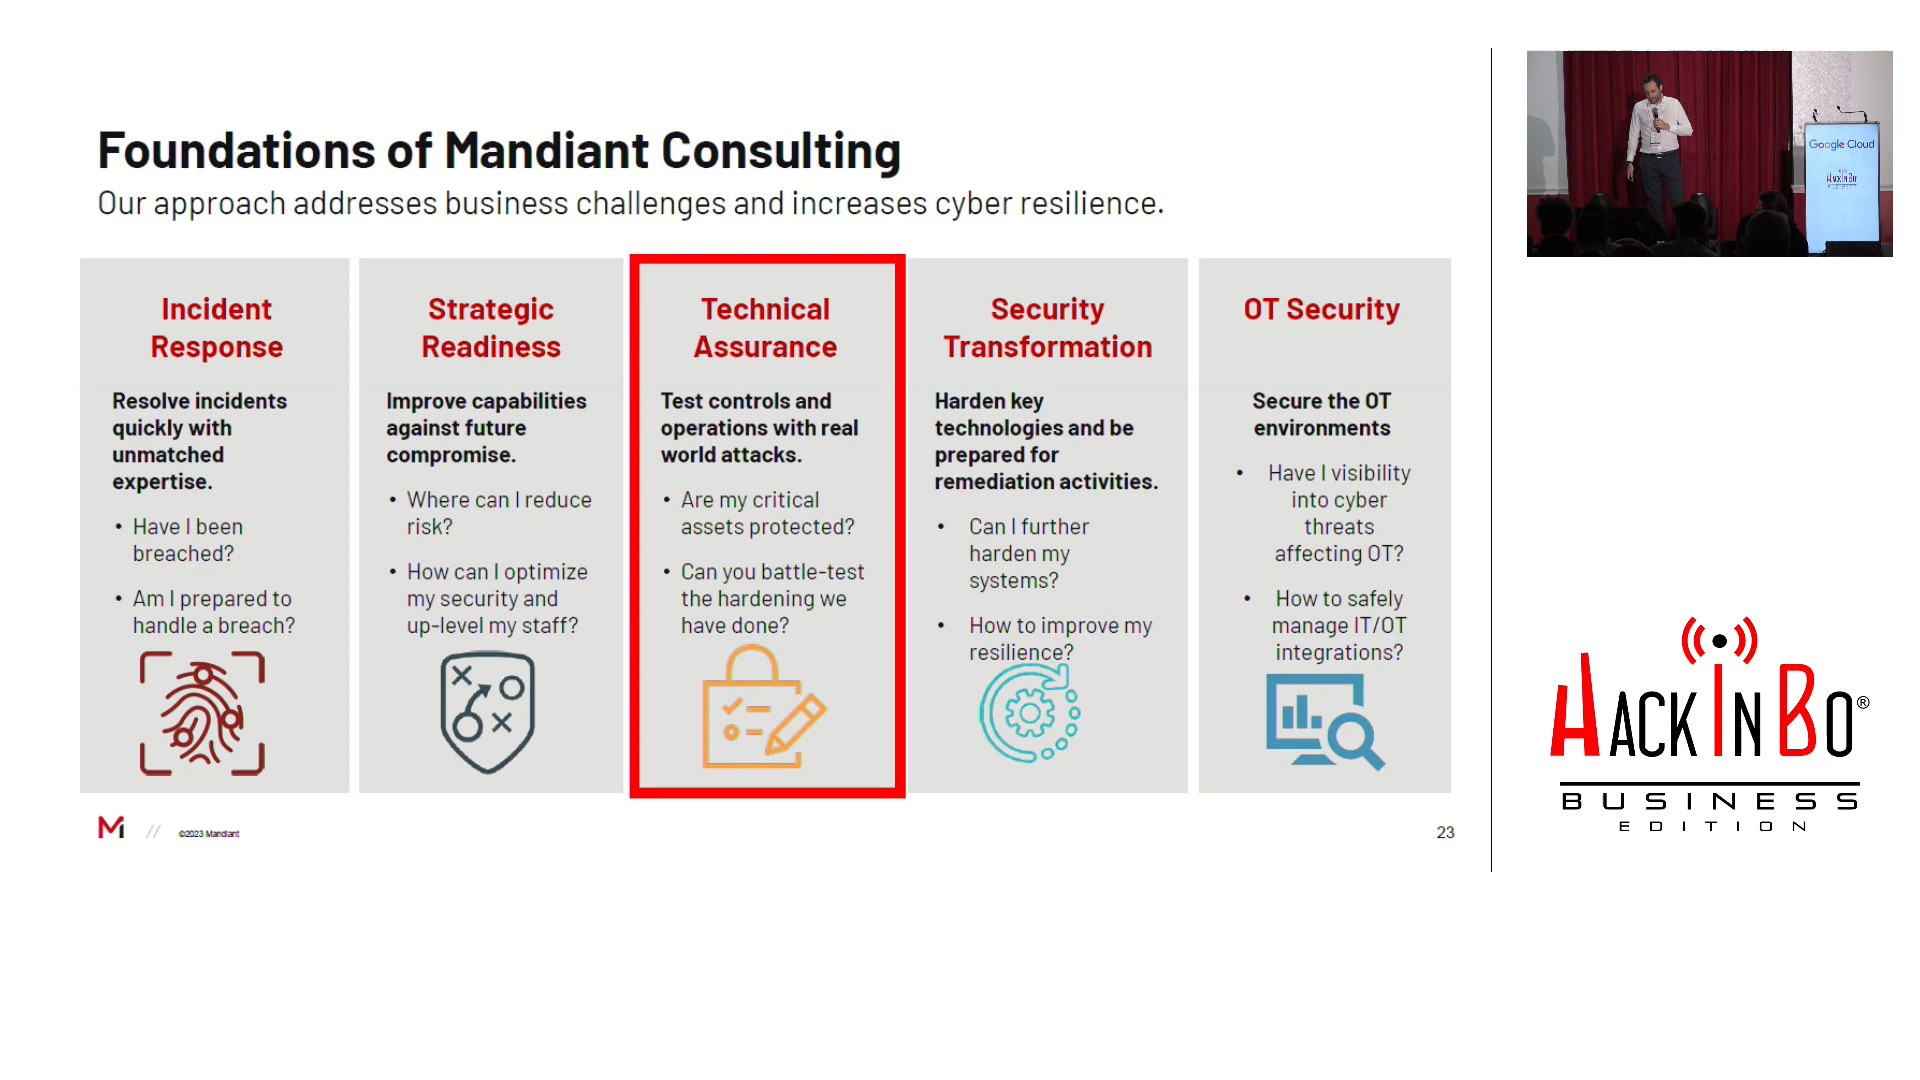 Foundations of Mandiant Consulting
Our approach addresses business challenges and increases cyber resilience.
Incident
Response
Resolve incidents
quickly with
unmatched
expertise.
• Have I been
breached?
• Am I prepared to
handle a breach?
Strategic
Readiness
Improve capabilities
against future
compromise.
• Where can I reduce
risk?
• How can I optimize
my security and
up-level my staff?
Technical
Assurance
Test controls and
operations with real
world attacks.
• Are my critical
assets protected?
• Can you battle-test
the hardening we
have done?
Security
Transformation
Harden key
technologies and be
prepared for
remediation activities.
• Can I further
harden my
systems?
• How to improve my
resilience?
OT Security
Secure the OT
environments
• Have I visibility
into cyber
threats
affecting OT?
• How to safely
manage IT/OT
integrations?
M // ©2023 Mandiant
23
Google Cloud
HACKINBO
HACKINBO®
BUSINESS
EDITION